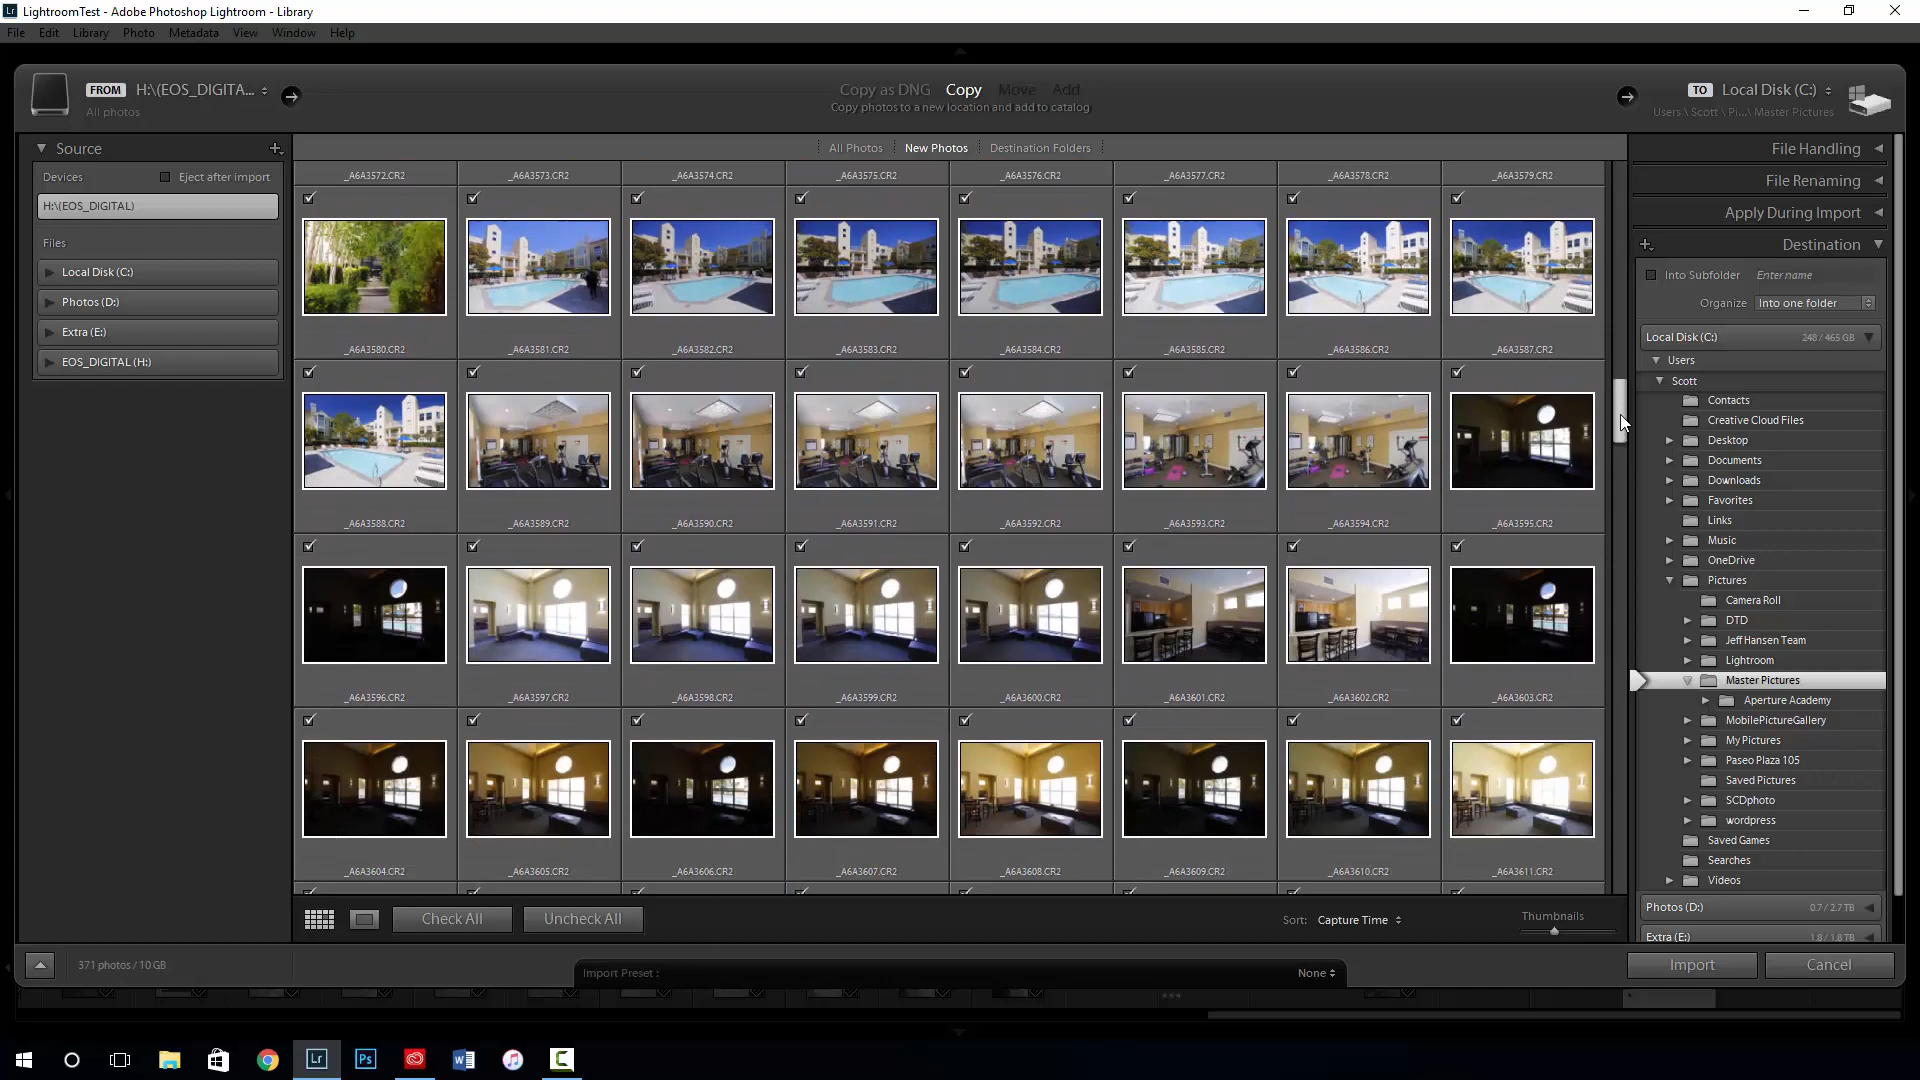 LightroomTest - Adobe Photoshop Lightroom - Library
File Edit Library Photo Metadata View Window Help
FROM H:\(EOS_DIGITA...
All photos
Copy as DNG Copy Move Add
Copy photos to a new location and add to catalog
TO Local Disk (C:)
Users \ Scott \ Pi...\ Master Pictures
Source
Devices Eject after import
H:\(EOS_DIGITAL)
Files
Local Disk (C:)
Photos (D:)
Extra (E:)
EOS_DIGITAL (H:)
All Photos New Photos Destination Folders
_A6A3572.CR2 _A6A3573.CR2 _A6A3574.CR2 _A6A3575.CR2 _A6A3576.CR2 _A6A3577.CR2 _A6A3578.CR2 _A6A3579.CR2
_A6A3580.CR2 _A6A3581.CR2 _A6A3582.CR2 _A6A3583.CR2 _A6A3584.CR2 _A6A3585.CR2 _A6A3586.CR2 _A6A3587.CR2
_A6A3588.CR2 _A6A3589.CR2 _A6A3590.CR2 _A6A3591.CR2 _A6A3592.CR2 _A6A3593.CR2 _A6A3594.CR2 _A6A3595.CR2
_A6A3596.CR2 _A6A3597.CR2 _A6A3598.CR2 _A6A3599.CR2 _A6A3600.CR2 _A6A3601.CR2 _A6A3602.CR2 _A6A3603.CR2
_A6A3604.CR2 _A6A3605.CR2 _A6A3606.CR2 _A6A3607.CR2 _A6A3608.CR2 _A6A3609.CR2 _A6A3610.CR2 _A6A3611.CR2
Check All Uncheck All
Sort: Capture Time
Thumbnails
File Handling
File Renaming
Apply During Import
Destination
Into Subfolder Enter name
Organize Into one folder
Local Disk (C:) 248 / 465 GB
Users
Scott
Contacts
Creative Cloud Files
Desktop
Documents
Downloads
Favorites
Links
Music
OneDrive
Pictures
Camera Roll
DTD
Jeff Hansen Team
Lightroom
Master Pictures
Aperture Academy
MobilePictureGallery
My Pictures
Paseo Plaza 105
Saved Pictures
SCDphoto
wordpress
Saved Games
Searches
Videos
Photos (D:) 0.7 / 2.7 TB
Extra (E:) 1.8 / 1.8 TB
371 photos / 10 GB
Import Preset : None
Import Cancel
Lr Ps